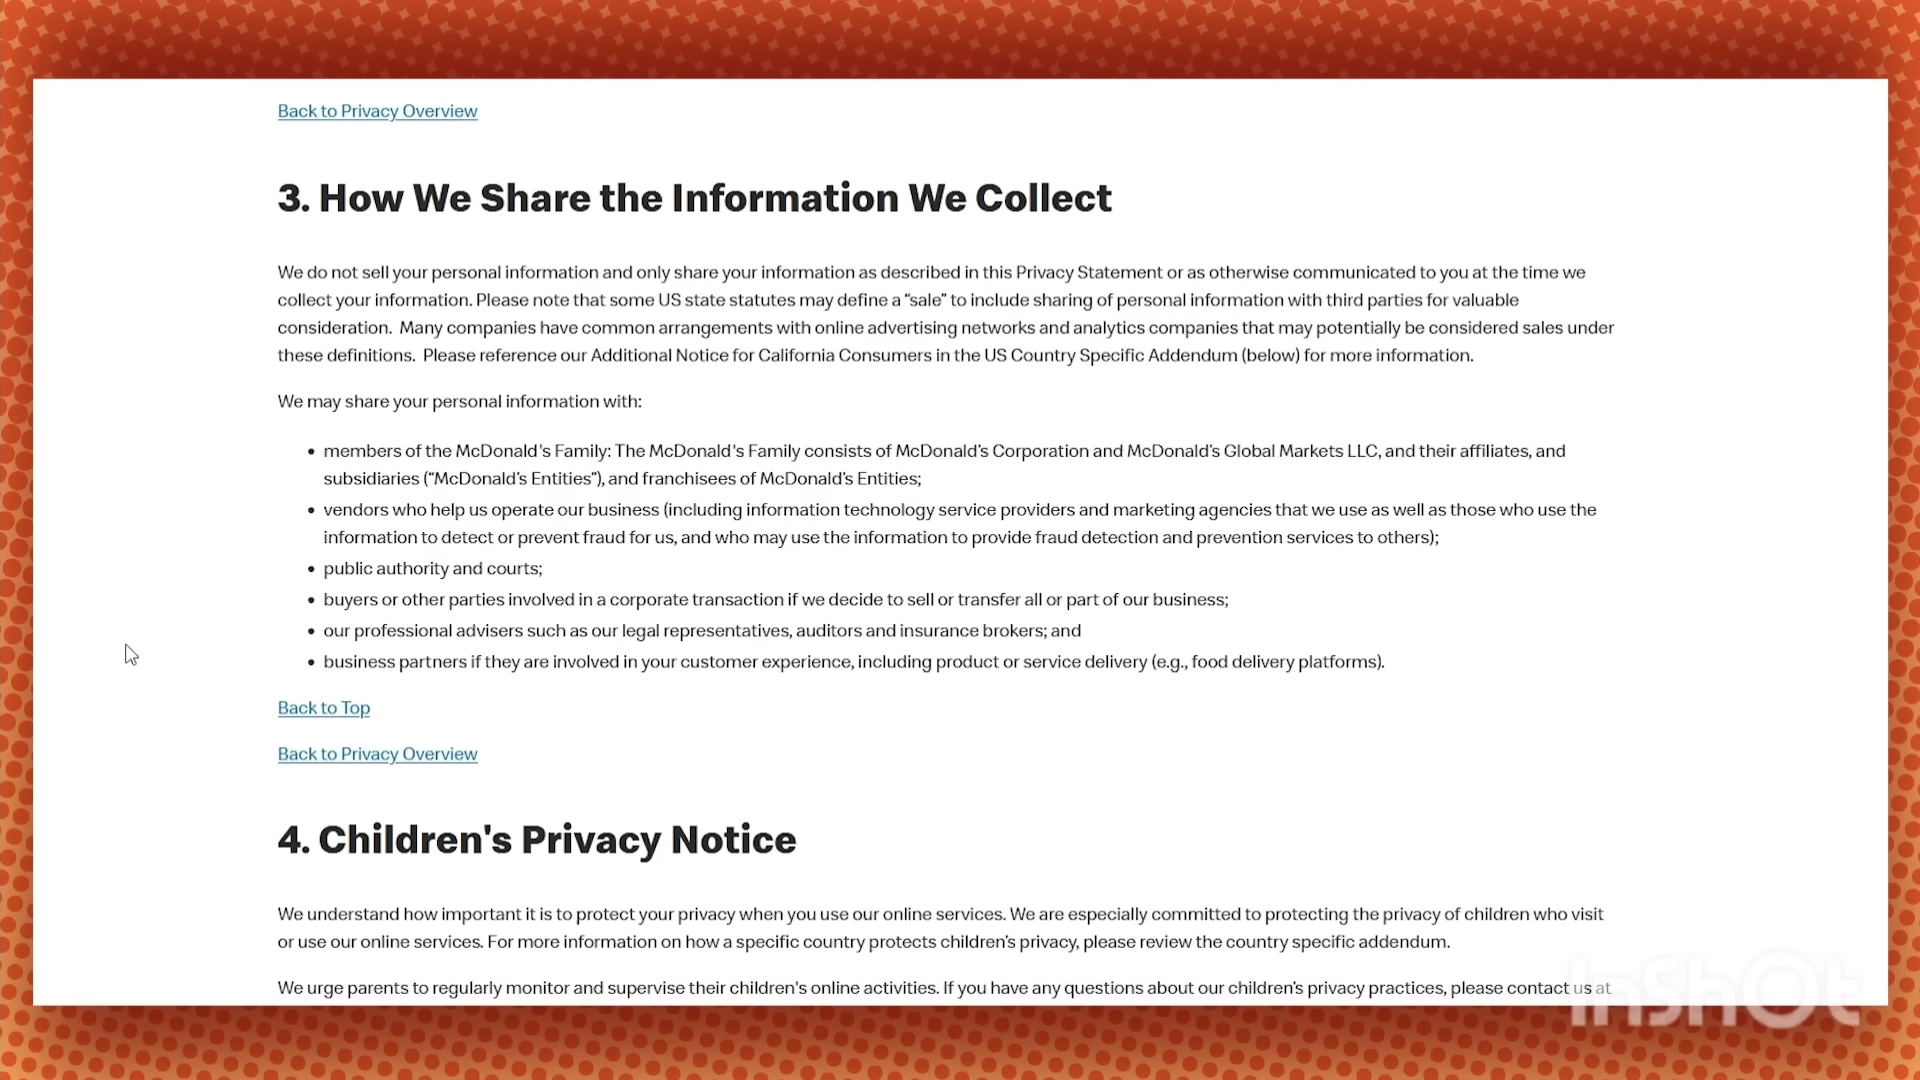 Back to Privacy Overview
3. How We Share the Information We Collect
We do not sell your personal information and only share your information as described in this Privacy Statement or as otherwise communicated to you at the time we
collect your information. Please note that some US state statutes may define a “sale” to include sharing of personal information with third parties for valuable
consideration.  Many companies have common arrangements with online advertising networks and analytics companies that may potentially be considered sales under
these definitions.  Please reference our Additional Notice for California Consumers in the US Country Specific Addendum (below) for more information.
We may share your personal information with:
• members of the McDonald's Family: The McDonald's Family consists of McDonald’s Corporation and McDonald’s Global Markets LLC, and their affiliates, and
subsidiaries (“McDonald’s Entities”), and franchisees of McDonald’s Entities;
• vendors who help us operate our business (including information technology service providers and marketing agencies that we use as well as those who use the
information to detect or prevent fraud for us, and who may use the information to provide fraud detection and prevention services to others);
• public authority and courts;
• buyers or other parties involved in a corporate transaction if we decide to sell or transfer all or part of our business;
• our professional advisers such as our legal representatives, auditors and insurance brokers; and
• business partners if they are involved in your customer experience, including product or service delivery (e.g., food delivery platforms).
Back to Top
Back to Privacy Overview
4. Children's Privacy Notice
We understand how important it is to protect your privacy when you use our online services. We are especially committed to protecting the privacy of children who visit
or use our online services. For more information on how a specific country protects children’s privacy, please review the country specific addendum.
We urge parents to regularly monitor and supervise their children's online activities. If you have any questions about our children’s privacy practices, please contact us at
InShOt